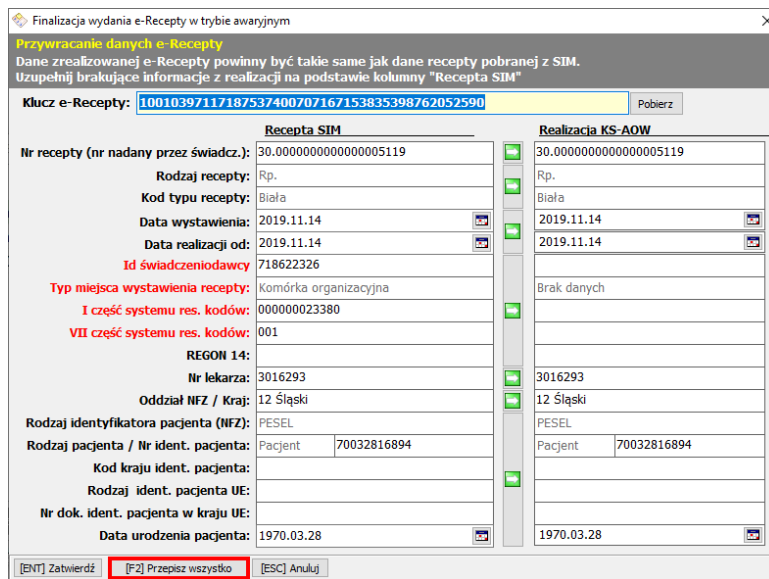 Finalizacja wydania e-Recepty w trybie awaryjnym
Przywracanie danych e-Recepty
Dane zrealizowanej e-Recepty powinny być takie same jak dane recepty pobranej z SIM.
Uzupełnij brakujące informacje z realizacji na podstawie kolumny "Recepta SIM"
Klucz e-Recepty: 10010397117187537400707167153835398762052590 Pobierz
Recepta SIM Realizacja KS-AOW
Nr recepty (nr nadany przez świadcz.): 30.0000000000000005119 30.0000000000000005119
Rodzaj recepty: Rp. Rp.
Kod typu recepty: Biała Biała
Data wystawienia: 2019.11.14 2019.11.14
Data realizacji od: 2019.11.14 2019.11.14
Id świadczeniodawcy 718622326
Typ miejsca wystawienia recepty: Komórka organizacyjna Brak danych
I część systemu res. kodów: 000000023380
VII część systemu res. kodów: 001
REGON 14:
Nr lekarza: 3016293 3016293
Oddział NFZ / Kraj: 12 Śląski 12 Śląski
Rodzaj identyfikatora pacjenta (NFZ): PESEL PESEL
Rodzaj pacjenta / Nr ident. pacjenta: Pacjent 70032816894 Pacjent 70032816894
Kod kraju ident. pacjenta:
Rodzaj ident. pacjenta UE:
Nr dok. ident. pacjenta w kraju UE:
Data urodzenia pacjenta: 1970.03.28 1970.03.28
[ENT] Zatwierdź [F2] Przepisz wszystko [ESC] Anuluj